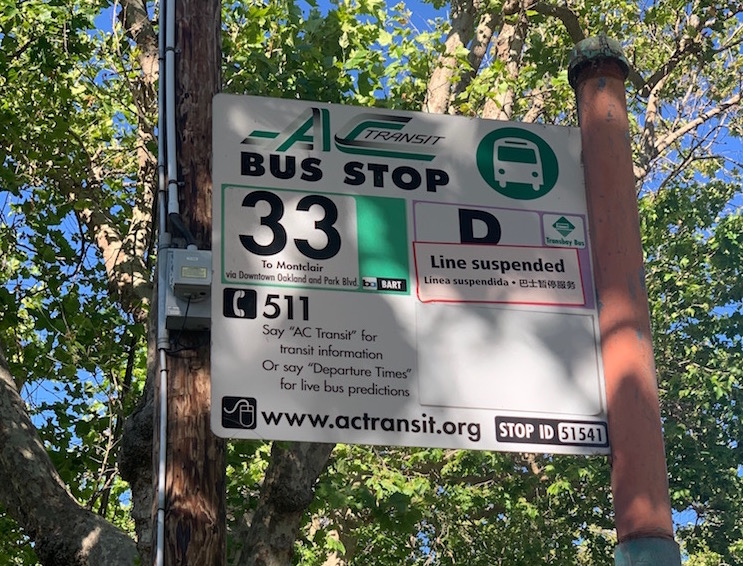 AC TRANSIT
BUS STOP
33
To Montclair
via Downtown Oakland and Park Blvd.
BART
D
Transbay Bus
Line suspended
Línea suspendida • 巴士暂停服务
511
Say "AC Transit" for
transit information
Or say "Departure Times"
for live bus predictions
www.actransit.org
STOP ID 51541